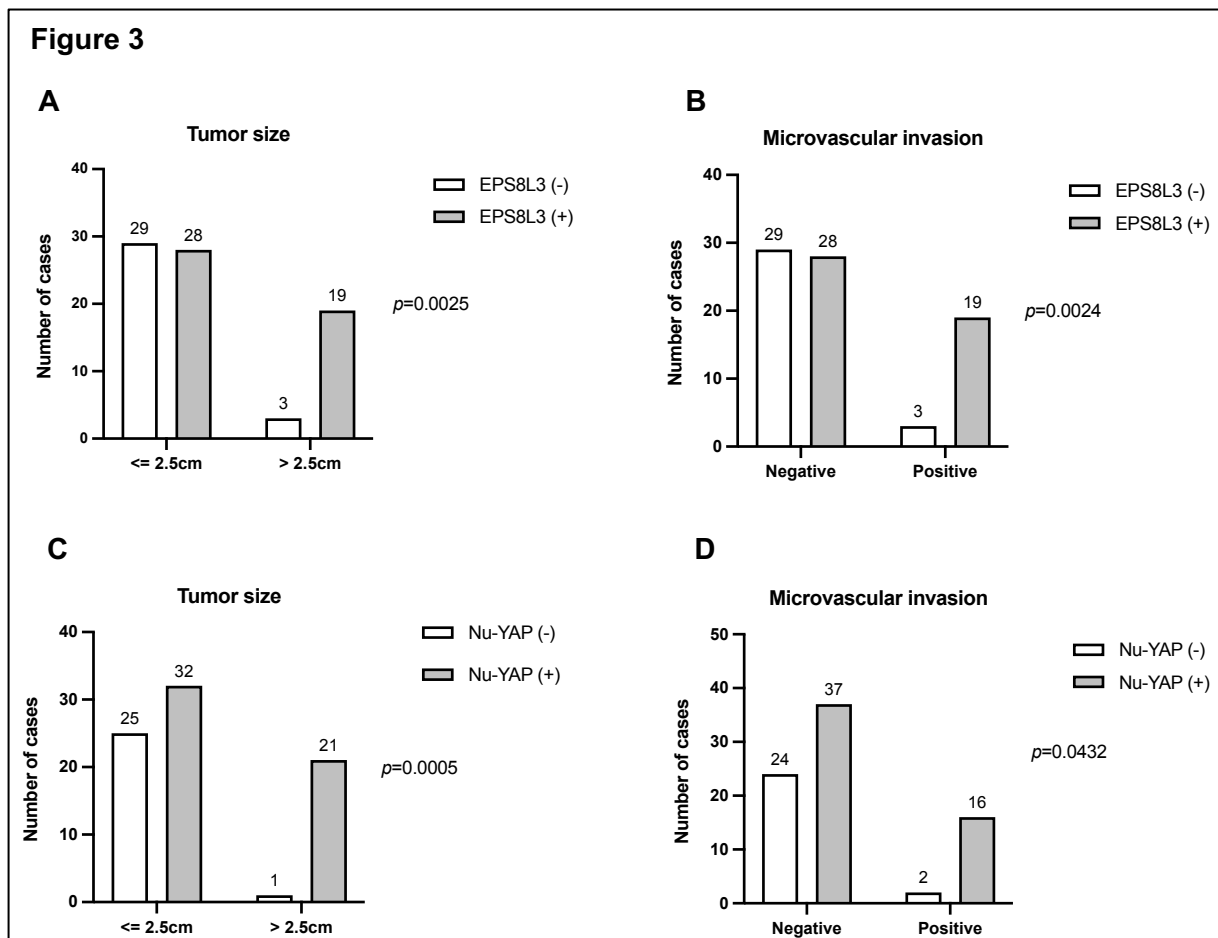 Figure 3
A
Tumor size
Number of cases
40
30
20
10
0
29
28
3
19
<= 2.5cm
> 2.5cm
EPS8L3 (-)
EPS8L3 (+)
p=0.0025
B
Microvascular invasion
Number of cases
40
30
20
10
0
29
28
3
19
Negative
Positive
EPS8L3 (-)
EPS8L3 (+)
p=0.0024
C
Tumor size
Number of cases
40
30
20
10
0
25
32
1
21
<= 2.5cm
> 2.5cm
Nu-YAP (-)
Nu-YAP (+)
p=0.0005
D
Microvascular invasion
Number of cases
50
40
30
20
10
0
24
37
2
16
Negative
Positive
Nu-YAP (-)
Nu-YAP (+)
p=0.0432